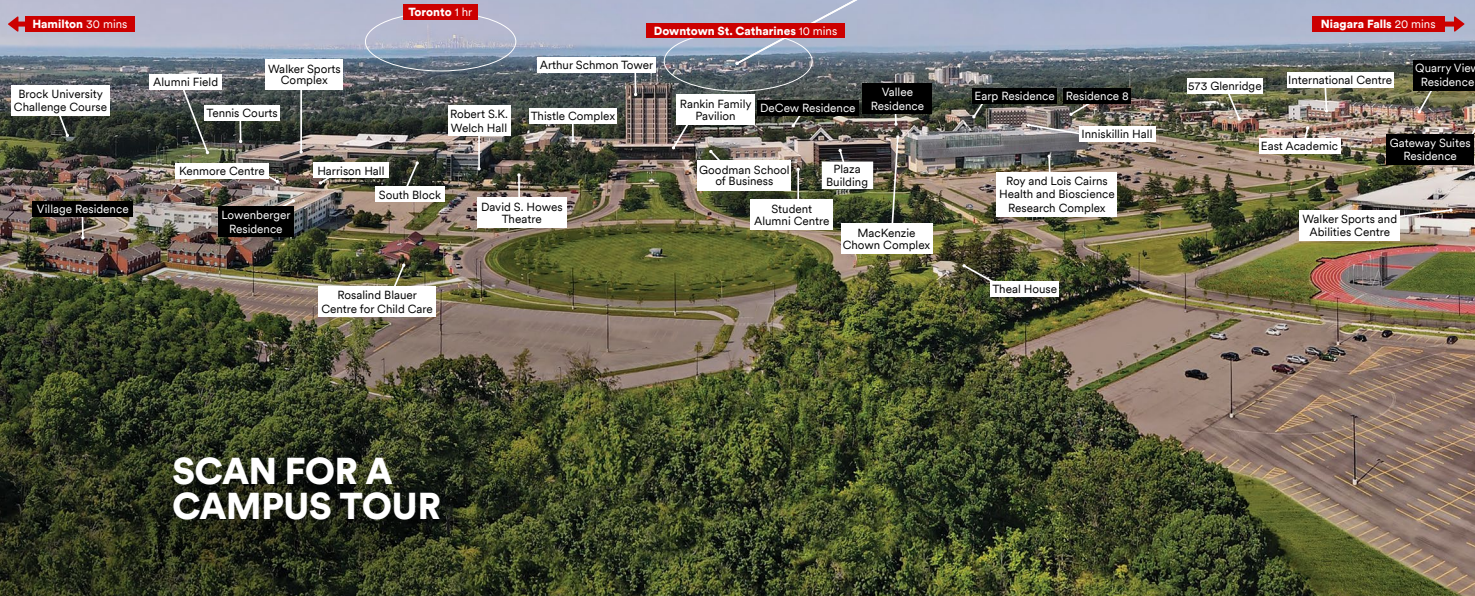 Hamilton 30 mins
Toronto 1 hr
Downtown St. Catharines 10 mins
Niagara Falls 20 mins
Brock University
Challenge Course
Alumni Field
Walker Sports
Complex
Tennis Courts
Arthur Schmon Tower
Robert S.K.
Welch Hall
Thistle Complex
Rankin Family
Pavilion
DeCew Residence
Vallee
Residence
Earp Residence
Residence 8
573 Glenridge
International Centre
Quarry View
Residence
Inniskillin Hall
East Academic
Gateway Suites
Residence
Kenmore Centre
Harrison Hall
South Block
Goodman School
of Business
Plaza
Building
Roy and Lois Cairns
Health and Bioscience
Research Complex
Village Residence
Lowenberger
Residence
David S. Howes
Theatre
Student
Alumni Centre
MacKenzie
Chown Complex
Walker Sports and
Abilities Centre
Rosalind Blauer
Centre for Child Care
Theal House
SCAN FOR A
CAMPUS TOUR